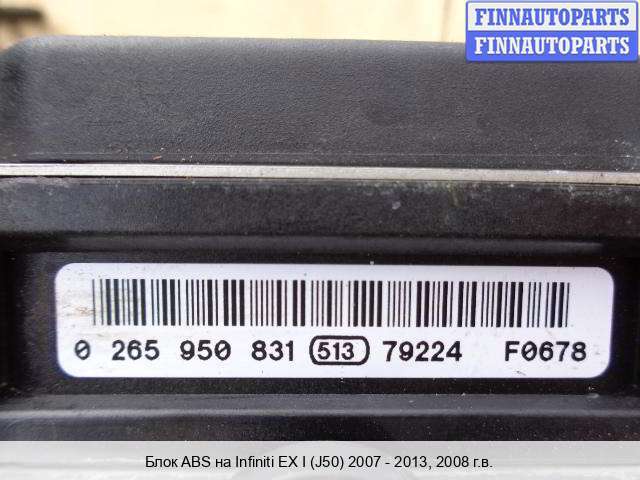 FINNAUTOPARTS
FINNAUTOPARTS
0 265 950 831 513 79224 F0678
Блок ABS на Infiniti EX I (J50) 2007 - 2013, 2008 г.в.